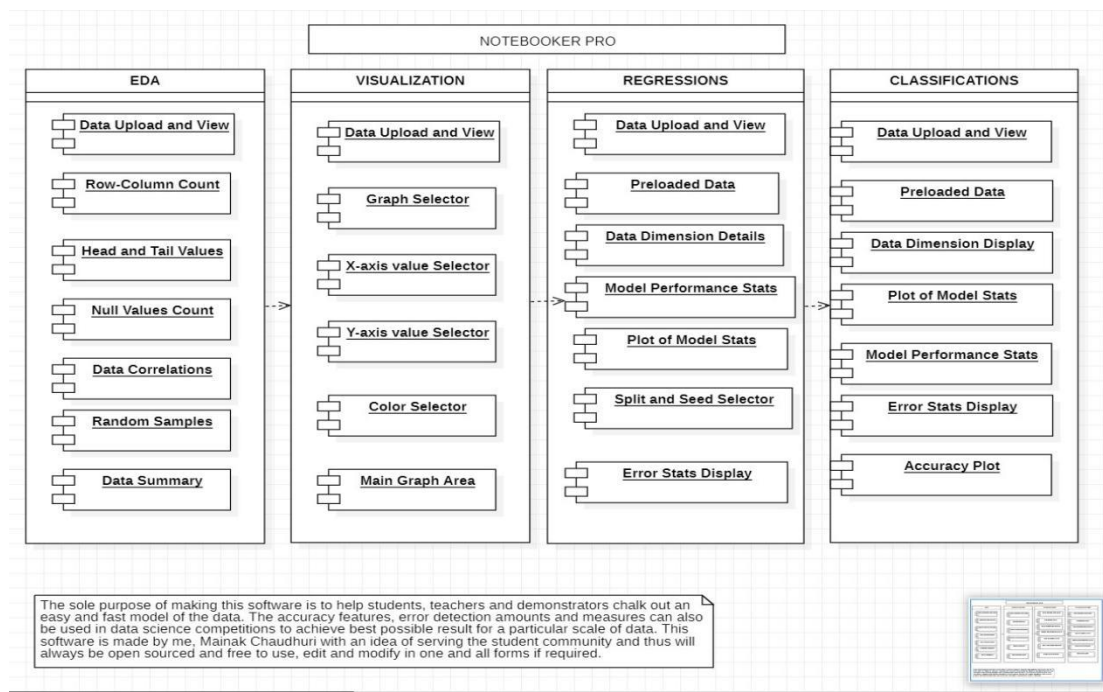 NOTEBOOKER PRO
EDA
Data Upload and View
Row-Column Count
Head and Tail Values
Null Values Count
Data Correlations
Random Samples
Data Summary
VISUALIZATION
Data Upload and View
Graph Selector
X-axis value Selector
Y-axis value Selector
Color Selector
Main Graph Area
REGRESSIONS
Data Upload and View
Preloaded Data
Data Dimension Details
Model Performance Stats
Plot of Model Stats
Split and Seed Selector
Error Stats Display
CLASSIFICATIONS
Data Upload and View
Preloaded Data
Data Dimension Display
Plot of Model Stats
Model Performance Stats
Error Stats Display
Accuracy Plot
The sole purpose of making this software is to help students, teachers and demonstrators chalk out an
easy and fast model of the data. The accuracy features, error detection amounts and measures can also
be used in data science competitions to achieve best possible result for a particular scale of data. This
software is made by me, Mainak Chaudhuri with an idea of serving the student community and thus will
always be open sourced and free to use, edit and modify in one and all forms if required.